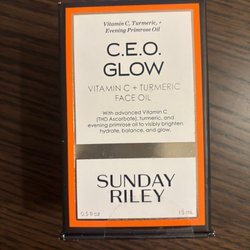 Vitamin C, Turmeric, +
Evening Primrose Oil
C.E.O.
GLOW
VITAMIN C + TURMERIC
FACE OIL
With advanced Vitamin C
(THD Ascorbate), turmeric, and
evening primrose oil to visibly brighten,
hydrate, balance, and glow.
SUNDAY
RILEY
0.5 fl oz 15 mL